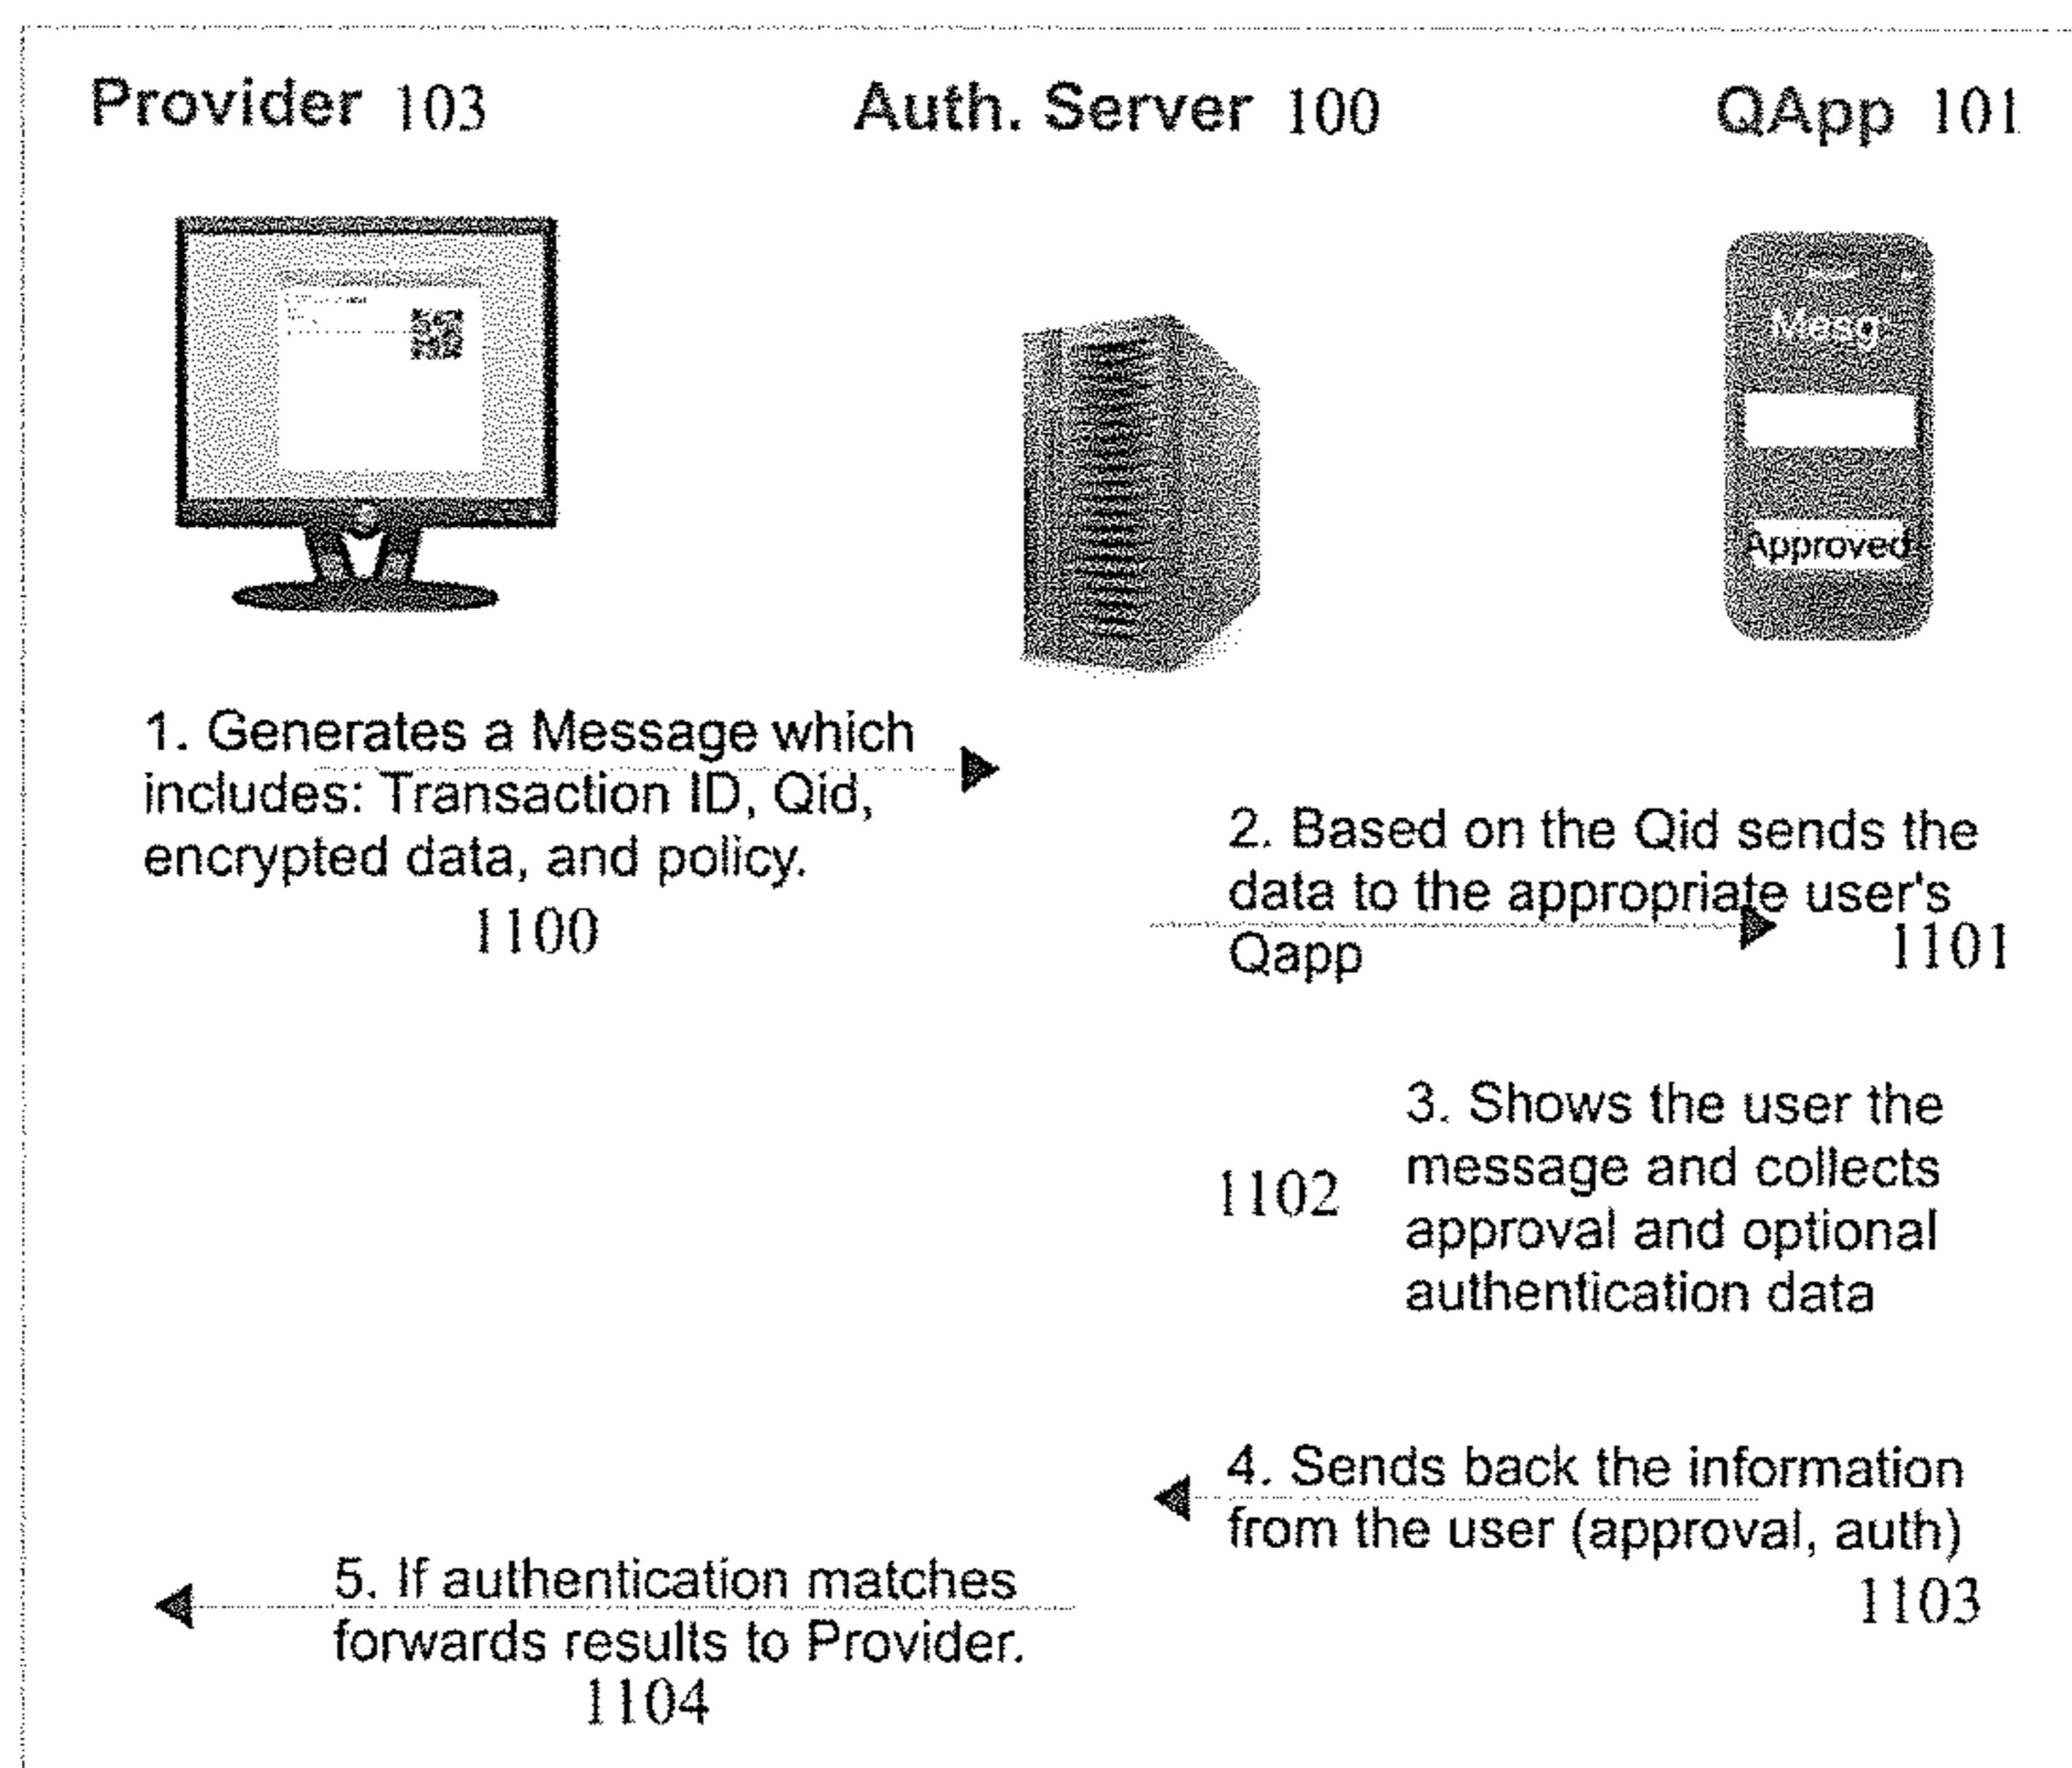 Provider 103
Auth. Server 100
QApp 101
Mesg
Approved
1. Generates a Message which
includes: Transaction ID, Qid,
encrypted data, and policy.
1100
2. Based on the Qid sends the
data to the appropriate user's
Qapp
1101
3. Shows the user the
message and collects
approval and optional
authentication data
1102
4. Sends back the information
from the user (approval, auth)
1103
5. If authentication matches
forwards results to Provider.
1104